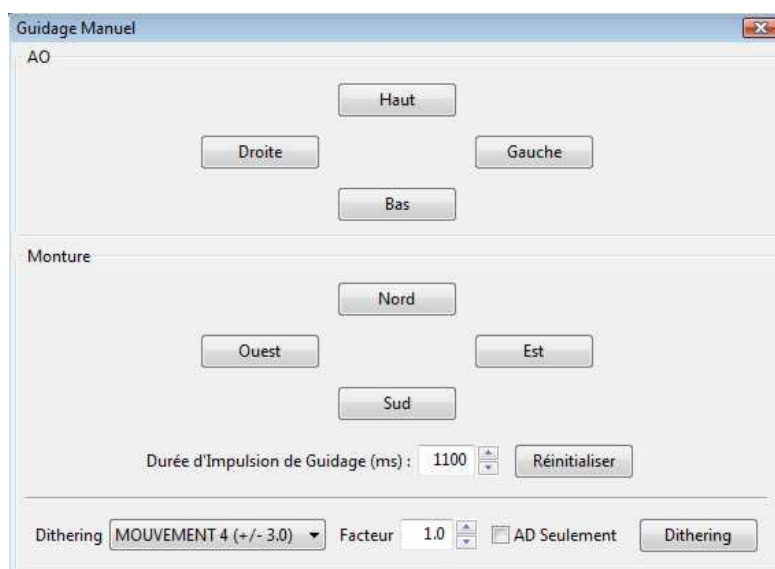 Guidage Manuel
AO
Haut
Droite Gauche
Bas
Monture
Nord
Ouest Est
Sud
Durée d'Impulsion de Guidage (ms) : 1100 Réinitialiser
Dithering MOUVEMENT 4 (+/- 3.0) Facteur 1.0 AD Seulement Dithering